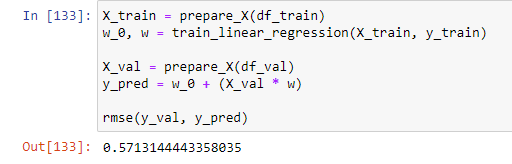 In [133]: X_train = prepare_X(df_train)
w_0, w = train_linear_regression(X_train, y_train)
X_val = prepare_X(df_val)
y_pred = w_0 + (X_val * w)
rmse(y_val, y_pred)
Out[133]: 0.5713144443358035